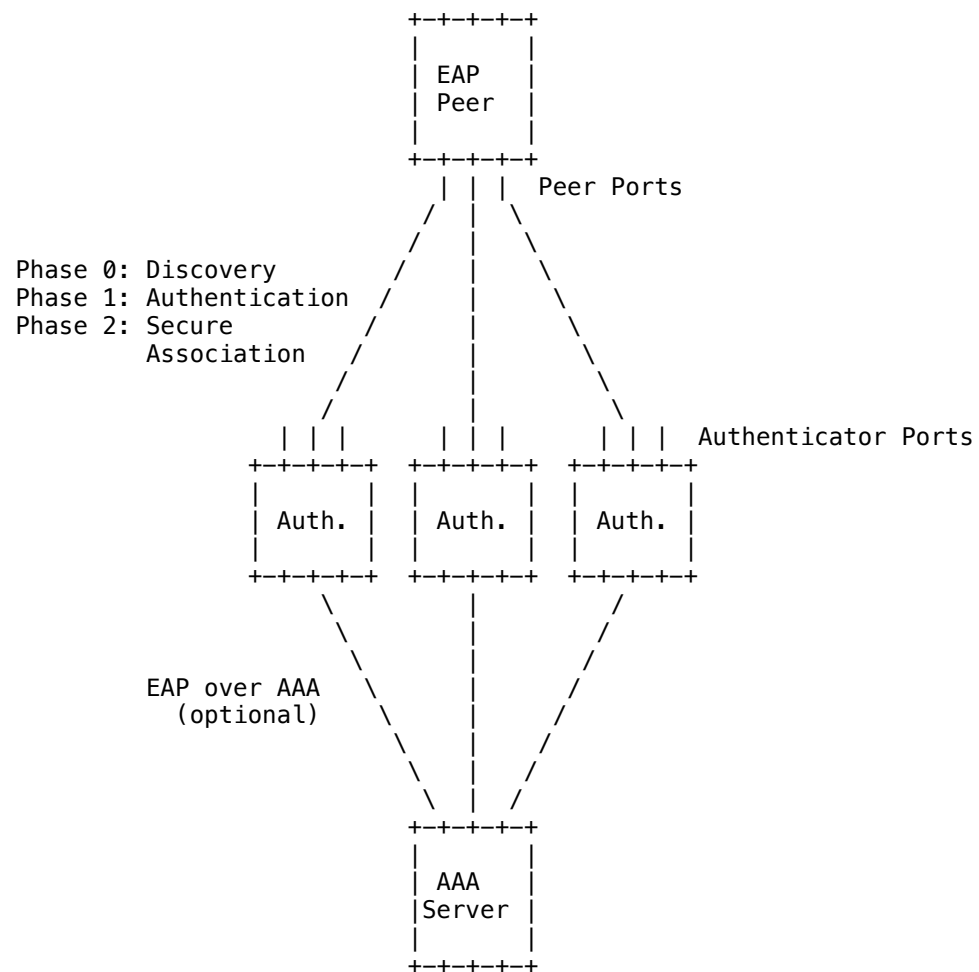 EAP
Peer
Peer Ports
Phase 0: Discovery
Phase 1: Authentication
Phase 2: Secure
Association
Authenticator Ports
Auth.
Auth.
Auth.
EAP over AAA
(optional)
AAA
Server